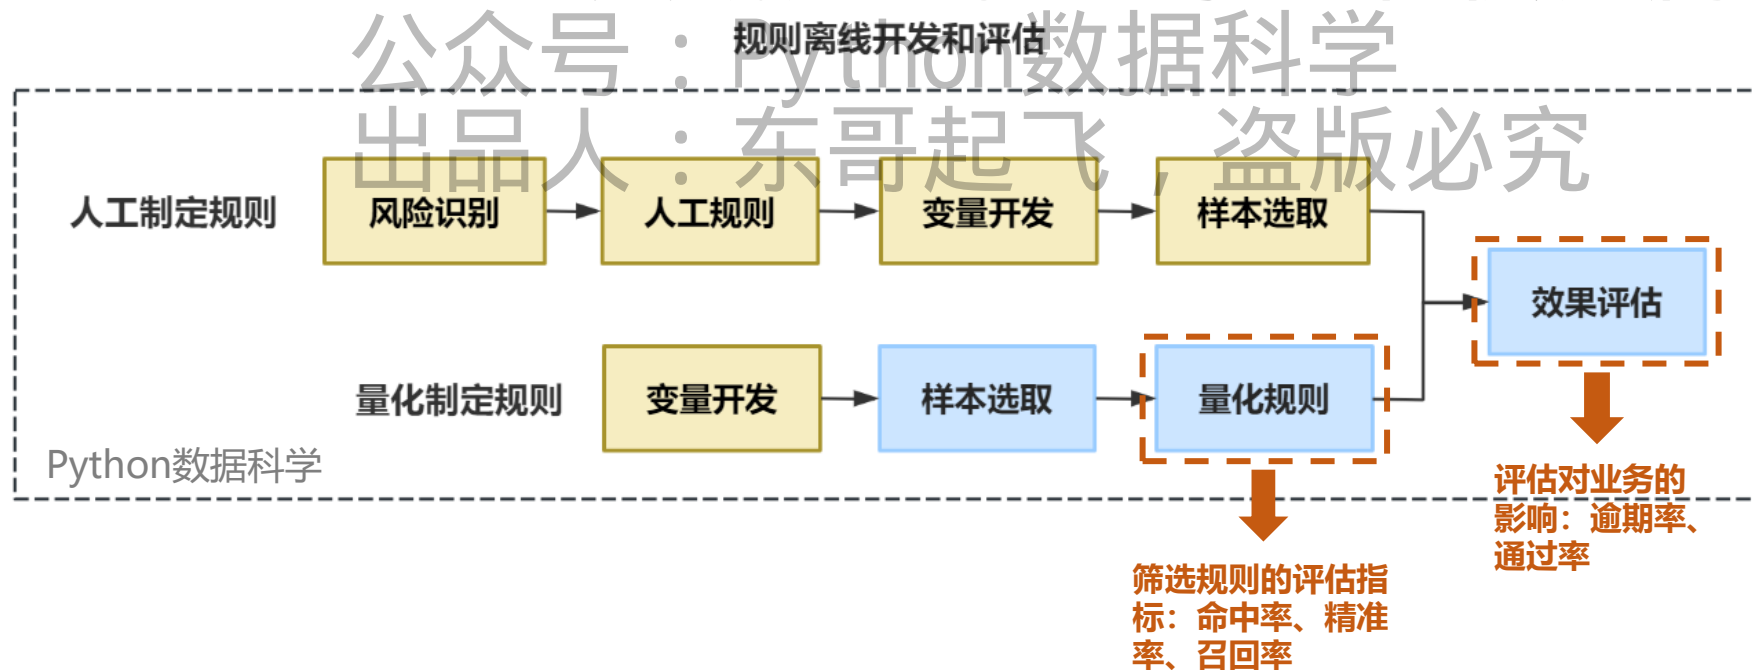 公众号：Python数据科学
规则离线开发和评估
出品人：东哥起飞，盗版必究
人工制定规则
风险识别
人工规则
变量开发
样本选取
效果评估
量化制定规则
变量开发
样本选取
量化规则
Python数据科学
评估对业务的
影响：逾期率、
通过率
筛选规则的评估指
标：命中率、精准
率、召回率